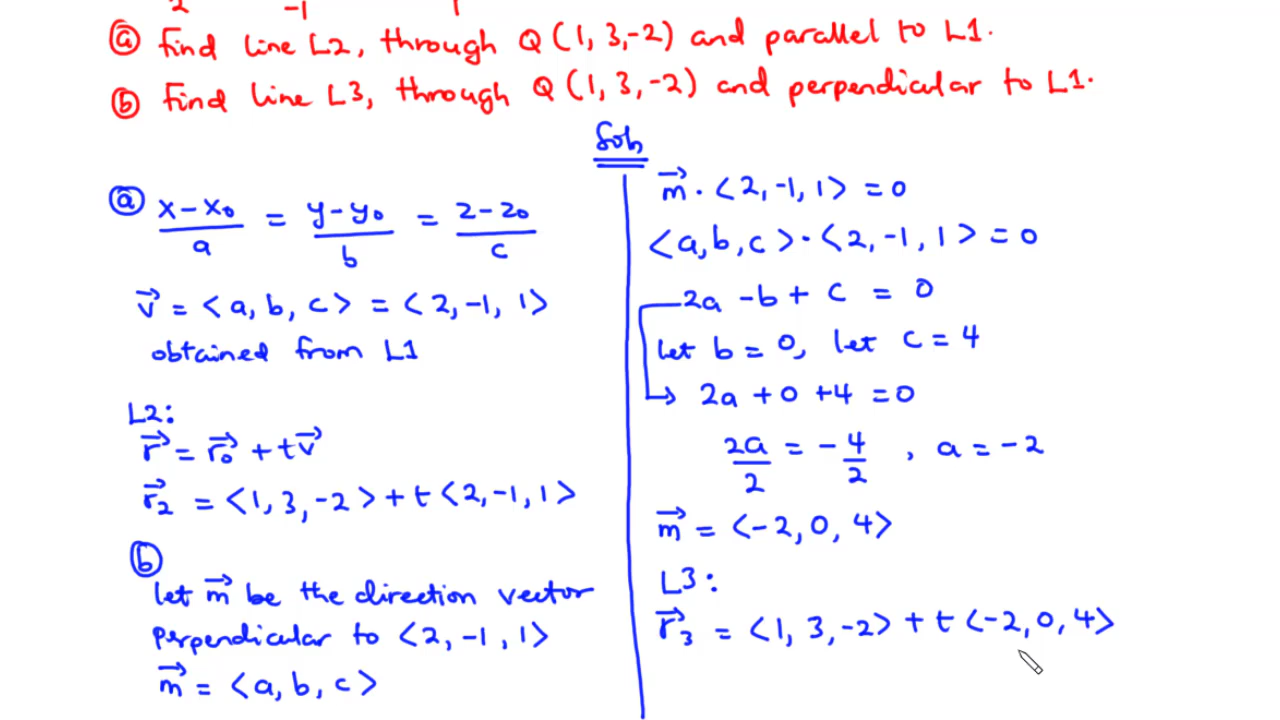 2 -1 1
ⓐ Find line L2, through Q (1, 3,-2) and parallel to L1.
ⓑ Find line L3, through Q (1, 3, -2) and perpendicular to L1.
Soln
ⓐ x-x₀/a = y-y₀/b = z-z₀/c
v⃗ = <a, b, c> = <2, -1, 1>
obtained from L1
L2:
r⃗ = r⃗₀ + tv⃗
r⃗₂ = <1, 3, -2> + t <2, -1, 1>
ⓑ
let m⃗ be the direction vector
perpendicular to <2, -1, 1>
m⃗ = <a, b, c>
m⃗ · <2, -1, 1> = 0
<a, b, c> · <2, -1, 1> = 0
2a -b + c = 0
let b = 0, let c = 4
2a + 0 + 4 = 0
2a/2 = -4/2 , a = -2
m⃗ = <-2, 0, 4>
L3:
r⃗₃ = <1, 3, -2> + t <-2, 0, 4>